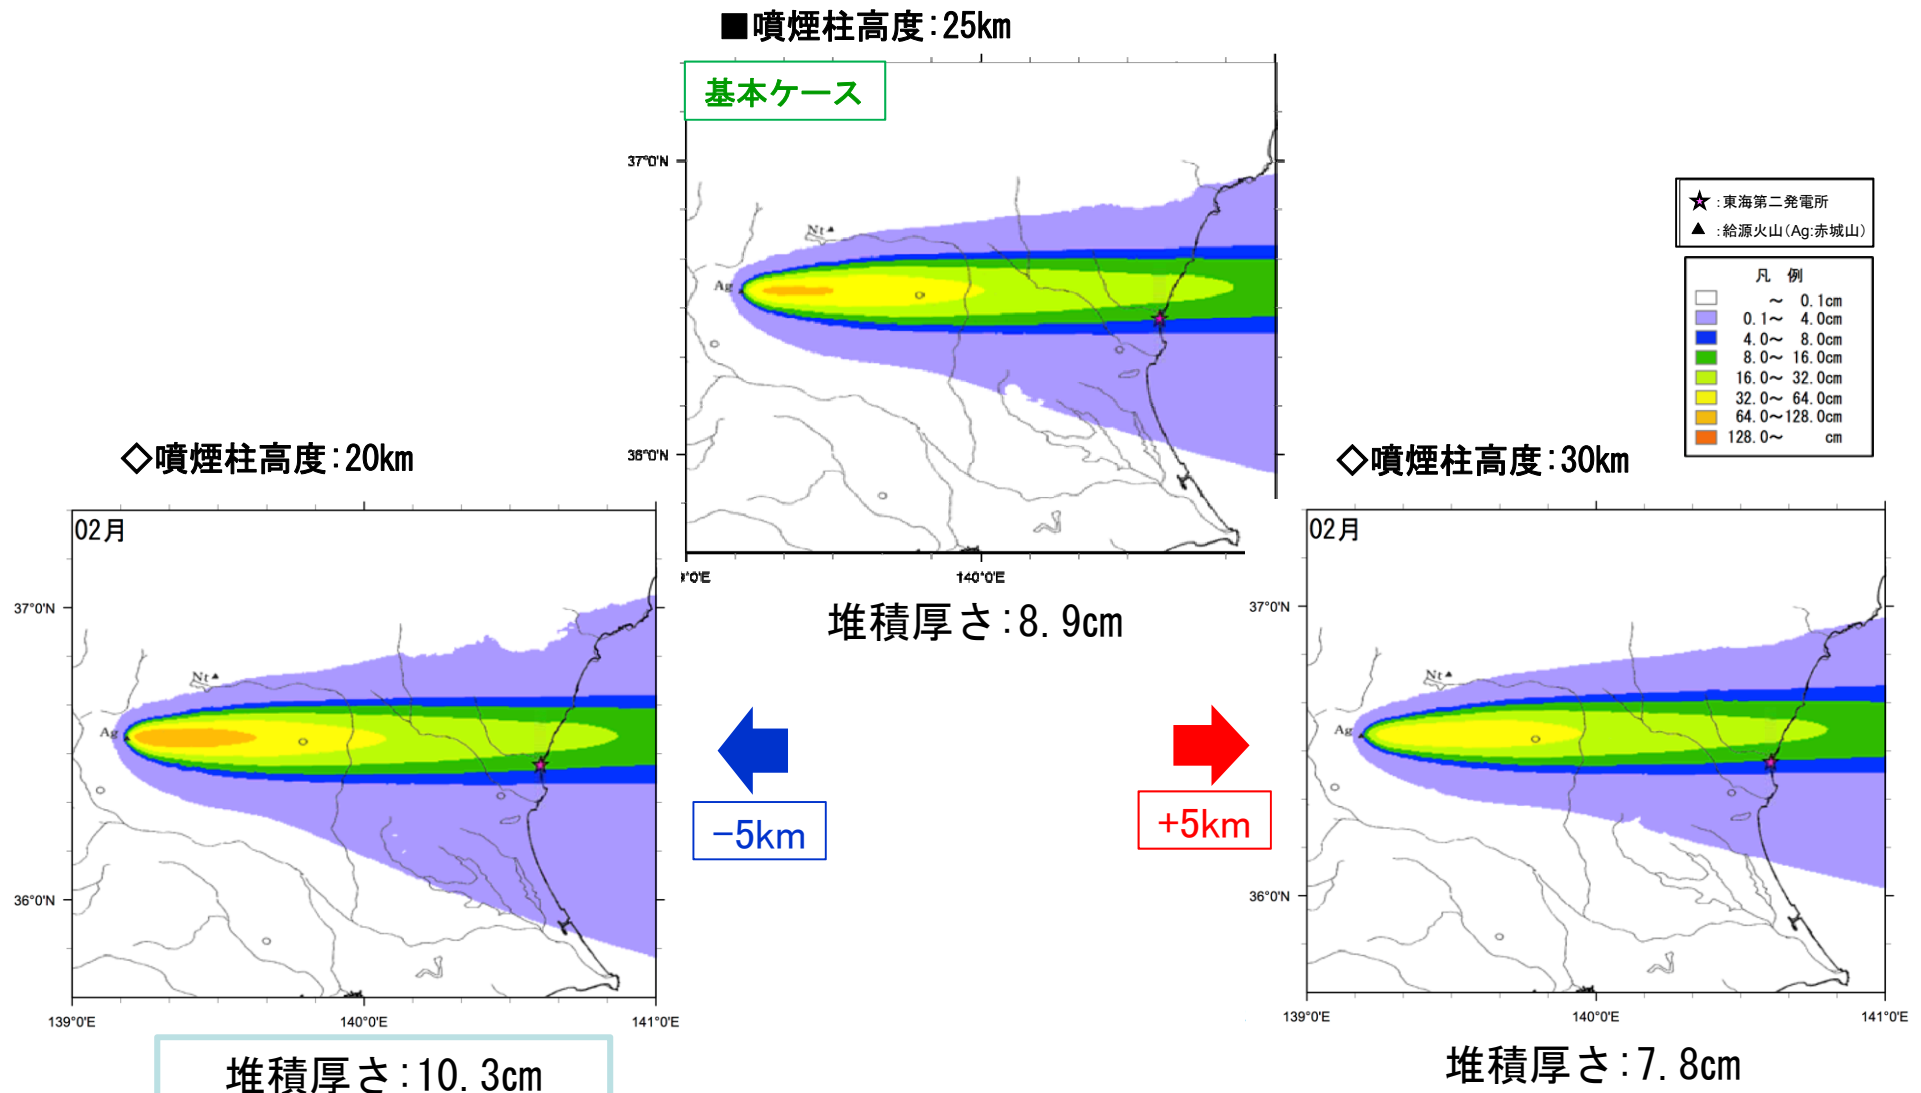 ■噴煙柱高度:25km
基本ケース
37°0'N
Nt
Ag
36°0'N
140°0'E
堆積厚さ:8.9cm
★:東海第二発電所
▲:給源火山(Ag:赤城山)
凡 例
～ 0.1cm
0.1～ 4.0cm
4.0～ 8.0cm
8.0～ 16.0cm
16.0～ 32.0cm
32.0～ 64.0cm
64.0～128.0cm
128.0～ cm
◇噴煙柱高度:20km
02月
37°0'N
Nt
Ag
36°0'N
139°0'E 140°0'E 141°0'E
堆積厚さ:10.3cm
-5km
+5km
◇噴煙柱高度:30km
02月
37°0'N
Nt
Ag
36°0'N
139°0'E 140°0'E 141°0'E
堆積厚さ:7.8cm